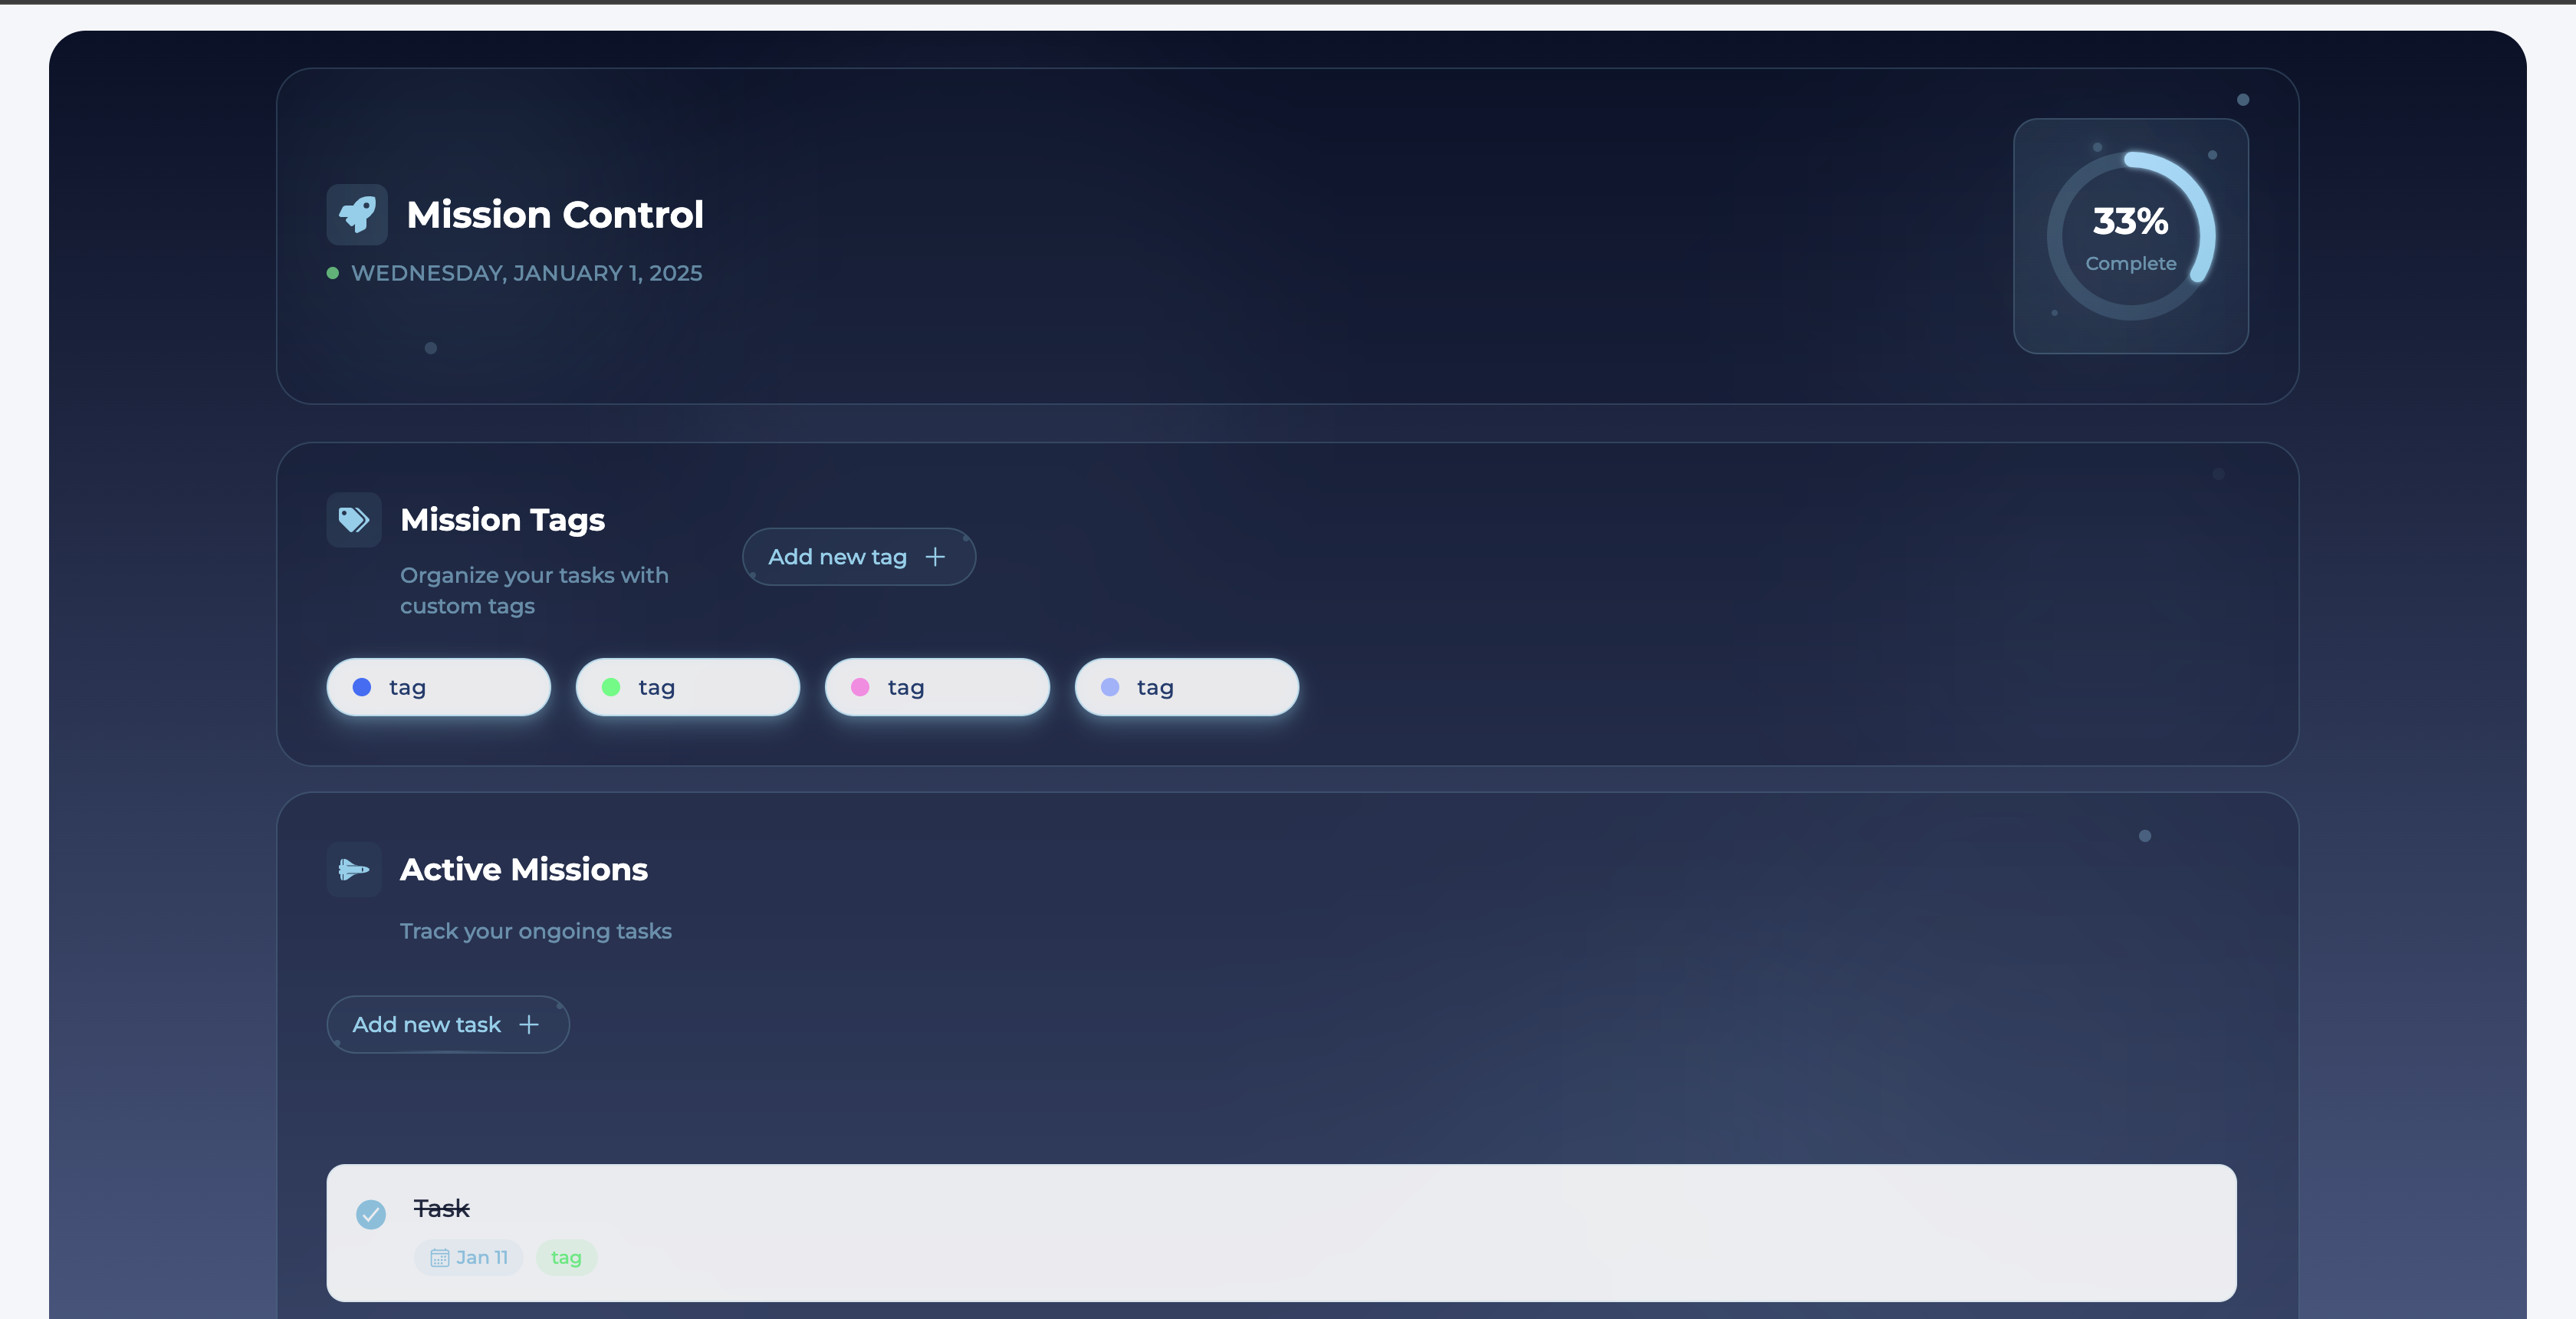 Mission Control
WEDNESDAY, JANUARY 1, 2025
33%
Complete
Mission Tags
Organize your tasks with
custom tags
Add new tag
tag
tag
tag
tag
Active Missions
Track your ongoing tasks
Add new task
Task
Jan 11
tag